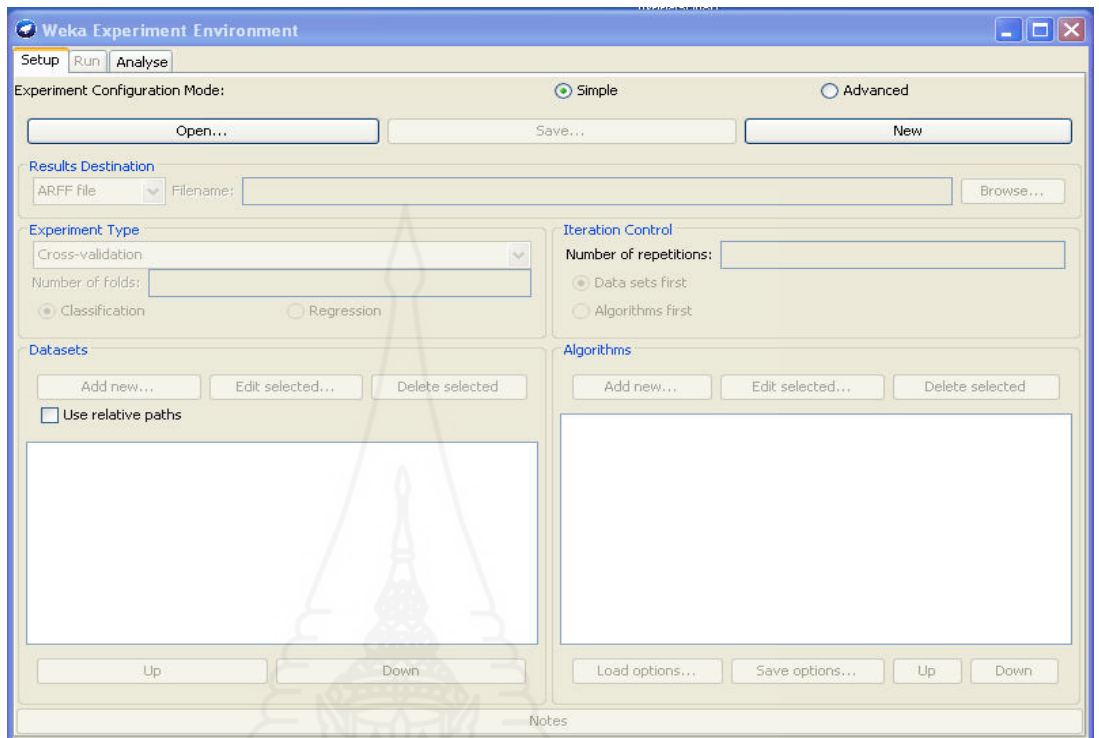 Weka Experiment Environment
Setup Run Analyse
Experiment Configuration Mode: Simple Advanced
Open... Save... New
Results Destination
ARFF file Filename: Browse...
Experiment Type
Cross-validation
Number of folds:
Classification Regression
Iteration Control
Number of repetitions:
Data sets first
Algorithms first
Datasets
Add new... Edit selected... Delete selected
Use relative paths
Up Down
Algorithms
Add new... Edit selected... Delete selected
Load options... Save options... Up Down
Notes